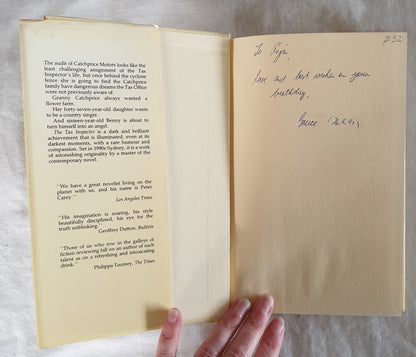 The audit of Catchprice Motors looks like the
least challenging assignment of the Tax
Inspector's life, but once behind the cyclone
fence she is going to find the Catchprice
family have dangerous dreams the Tax Office
were not previously aware of.
Granny Catchprice always wanted a
flower farm.
Her forty-seven-year-old daughter wants
to be a country singer.
And sixteen-year-old Benny is about to
turn himself into an angel.
The Tax Inspector is a dark and brilliant
achievement that is illuminated, even at its
darkest moments, with a rare humour and
compassion. Set in 1990s Sydney, it is a work
of astonishing originality by a master of the
contemporary novel.
"We have a great novelist living on the
planet with us, and his name is Peter
Carey."
Los Angeles Times
"His imagination is soaring, his style
beautifully disciplined, his eye for the
truth unblinking."
Geoffrey Dutton, Bulletin
"Those of us who row in the galleys of
fiction reviewing fall on an author of such
talent as on a refreshing and intoxicating
drink."
Philippa Toomey, The Times
To
love and best wishes on your
birthday,